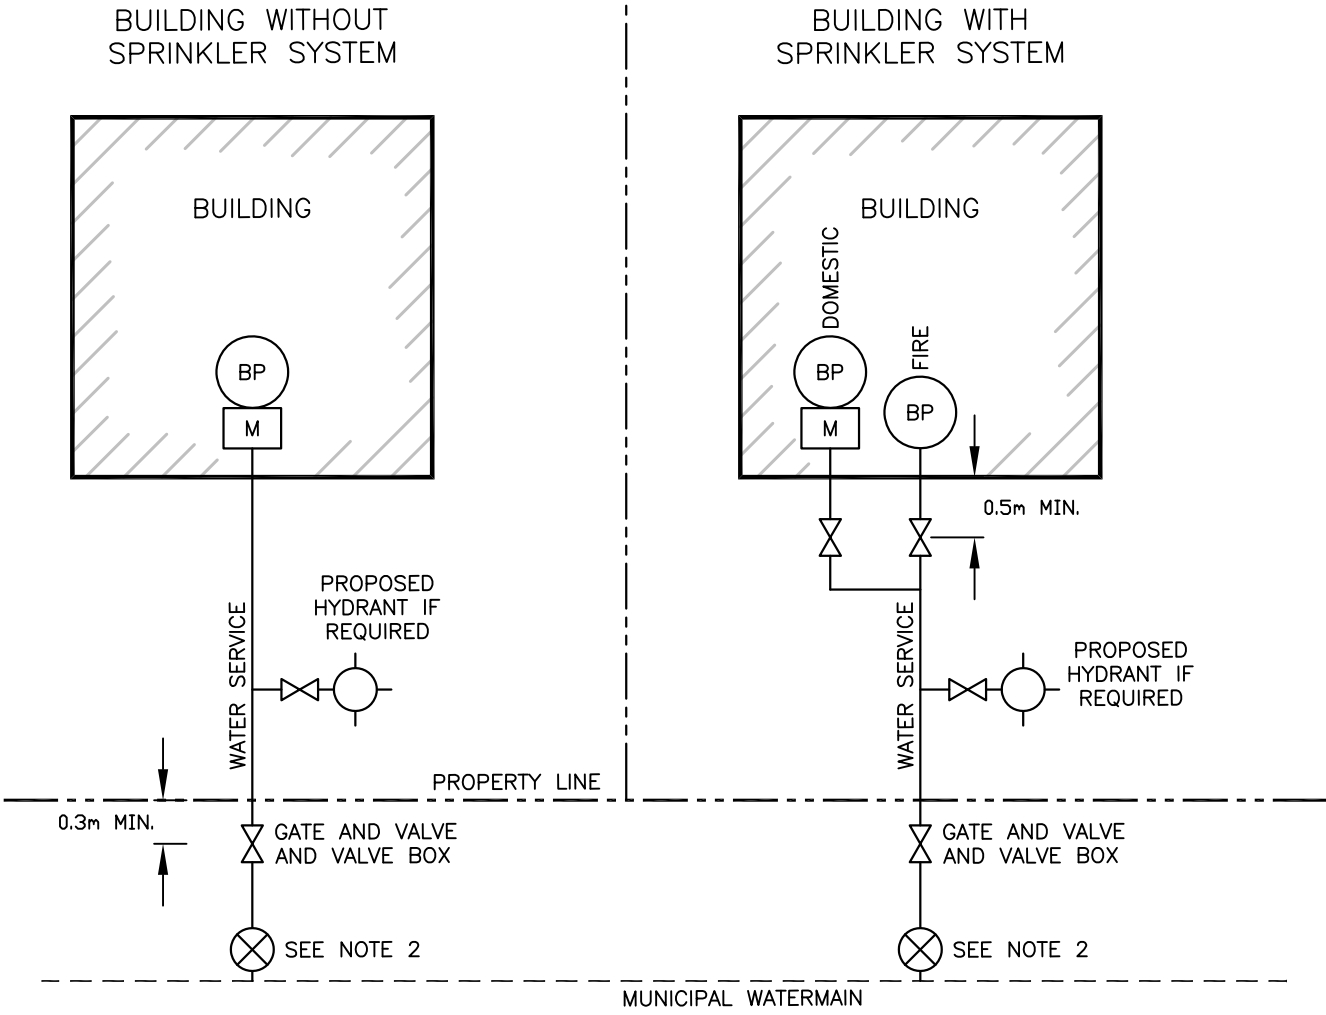 BUILDING WITHOUT
SPRINKLER SYSTEM
BUILDING
BP
M
PROPOSED
HYDRANT IF
REQUIRED
WATER SERVICE
PROPERTY LINE
0.3m MIN.
GATE AND VALVE
AND VALVE BOX
SEE NOTE 2
BUILDING WITH
SPRINKLER SYSTEM
BUILDING
DOMESTIC
FIRE
BP
BP
M
0.5m MIN.
WATER SERVICE
PROPOSED
HYDRANT IF
REQUIRED
GATE AND VALVE
AND VALVE BOX
SEE NOTE 2
MUNICIPAL WATERMAIN